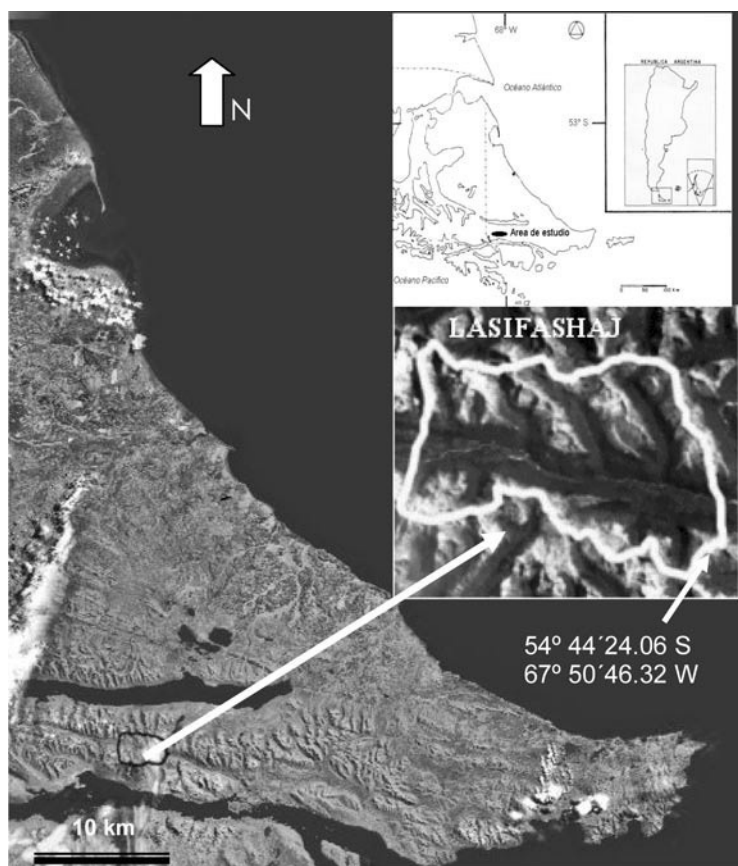 N
68° W
Océano Atlántico
53° S
REPUBLICA ARGENTINA
Area de estudio
Océano Pacífico
LASIFASHAJ
54º 44´24.06 S
67º 50´46.32 W
10 km